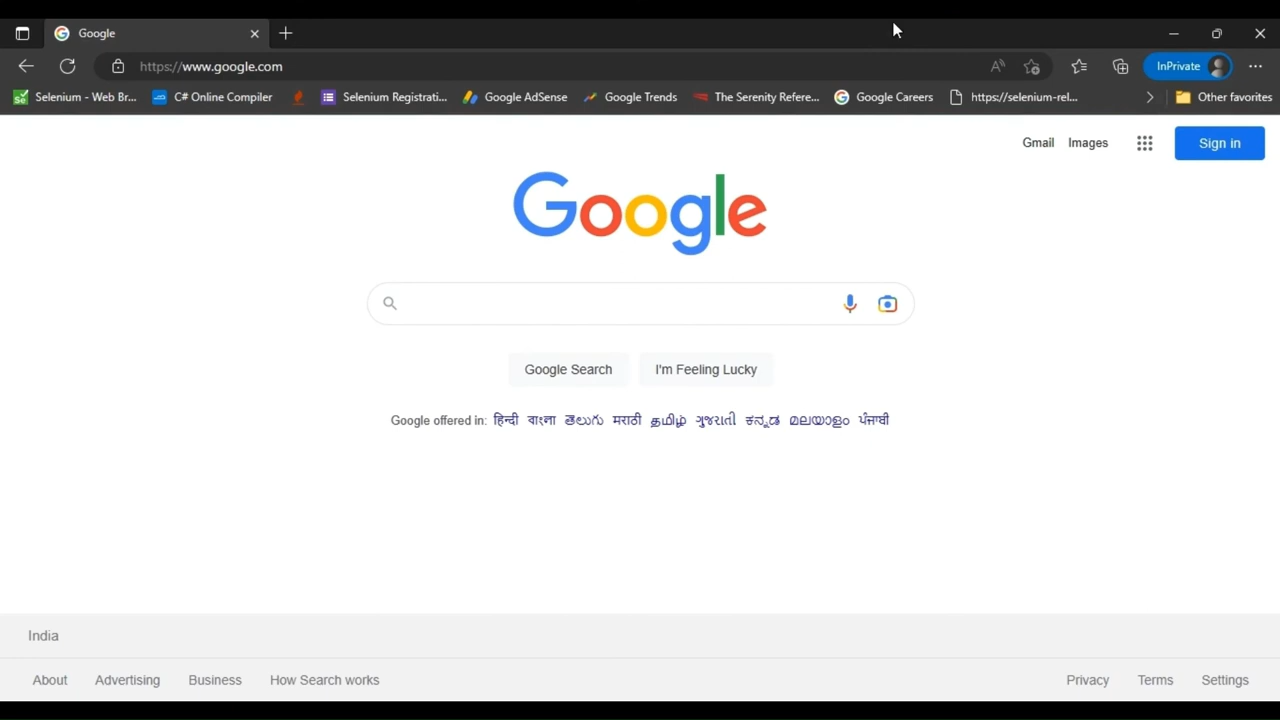 Google
https://www.google.com
InPrivate
Selenium - Web Br...
C# Online Compiler
Selenium Registrati...
Google AdSense
Google Trends
The Serenity Refere...
Google Careers
https://selenium-rel...
Other favorites
Gmail Images Sign in
Google
Google Search I'm Feeling Lucky
Google offered in: हिन्दी বাংলা తెలుగు मराठी தமிழ் ગુજરાતી ಕನ್ನಡ മലയാളം ਪੰਜਾਬੀ
India
About Advertising Business How Search works Privacy Terms Settings